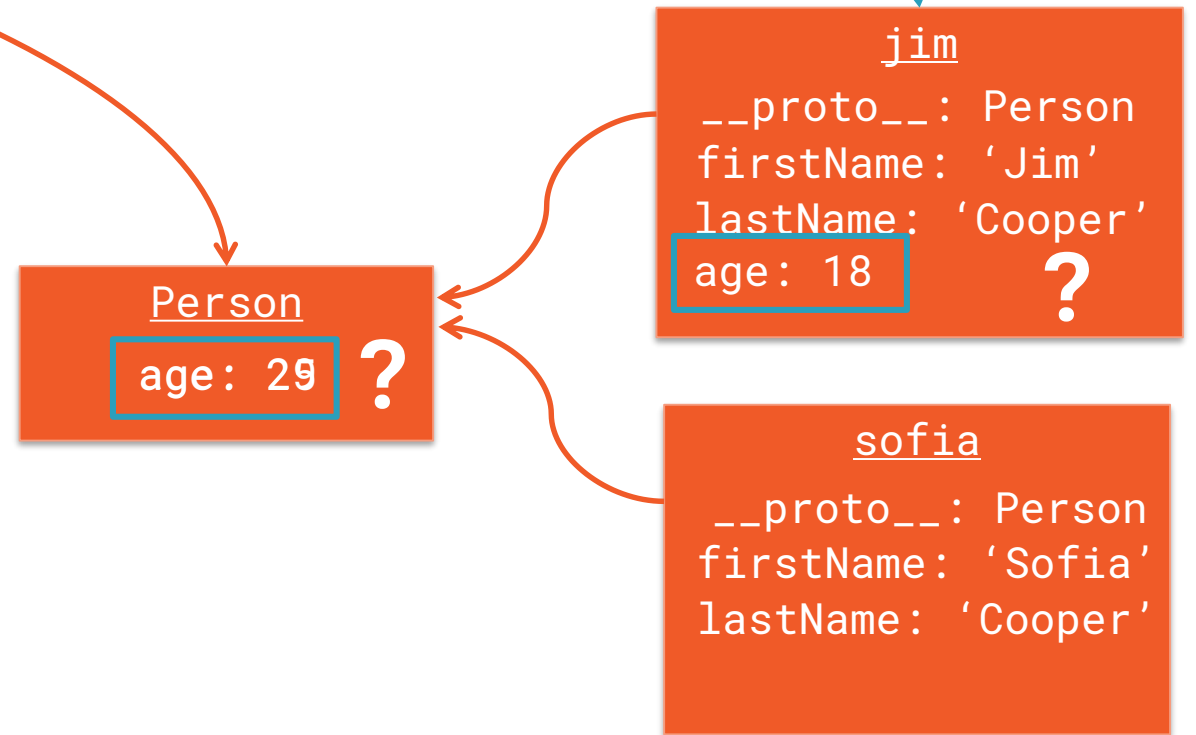 jim
__proto__: Person
firstName: ‘Jim’
lastName: ‘Cooper’
age: 18
?
Person
age:
?
sofia
__proto__: Person
firstName: ‘Sofia’
lastName: ‘Cooper’